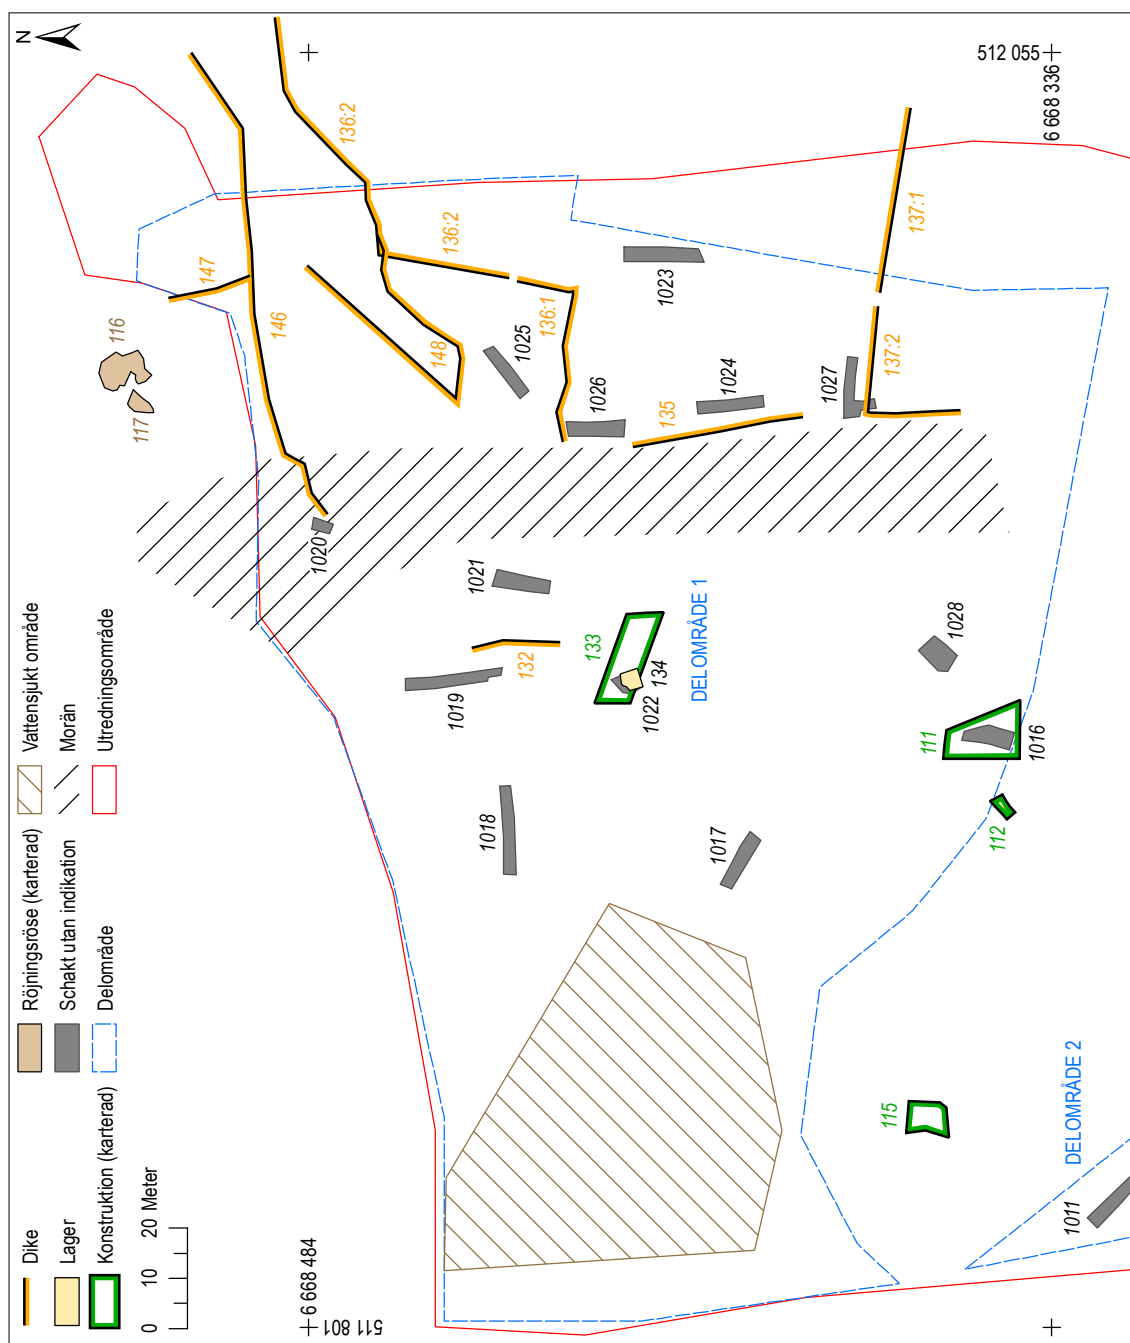 N
Dike
Lager
Konstruktion (karterad)
Röjningsröse (karterad)
Schakt utan indikation
Delområde
Vattensjukt område
Morän
Utredningsområde
0 10 20 Meter
6 668 484
511 801
512 055
6 668 336
116
117
147
146
136:2
136:2
148
136:1
1025
1026
1023
1024
135
1027
137:1
137:2
1020
1021
132
1019
133
134
1022
DELOMRÅDE 1
1028
111
1016
112
1018
1017
115
DELOMRÅDE 2
1011